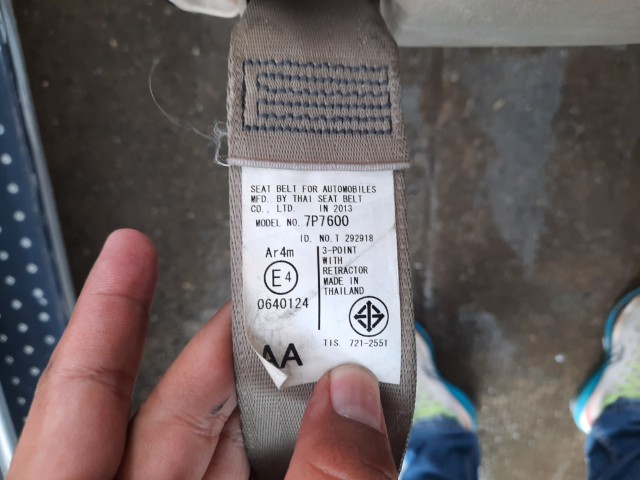 SEAT BELT FOR AUTOMOBILES
MFD. BY THAI SEAT BELT
CO., LTD. IN 2013
MODEL NO. 7P7600
ID. NO. T 292918
Ar4m
E4
0640124
3-POINT
WITH
RETRACTOR
MADE IN
THAILAND
TIS. 721-2551
AA